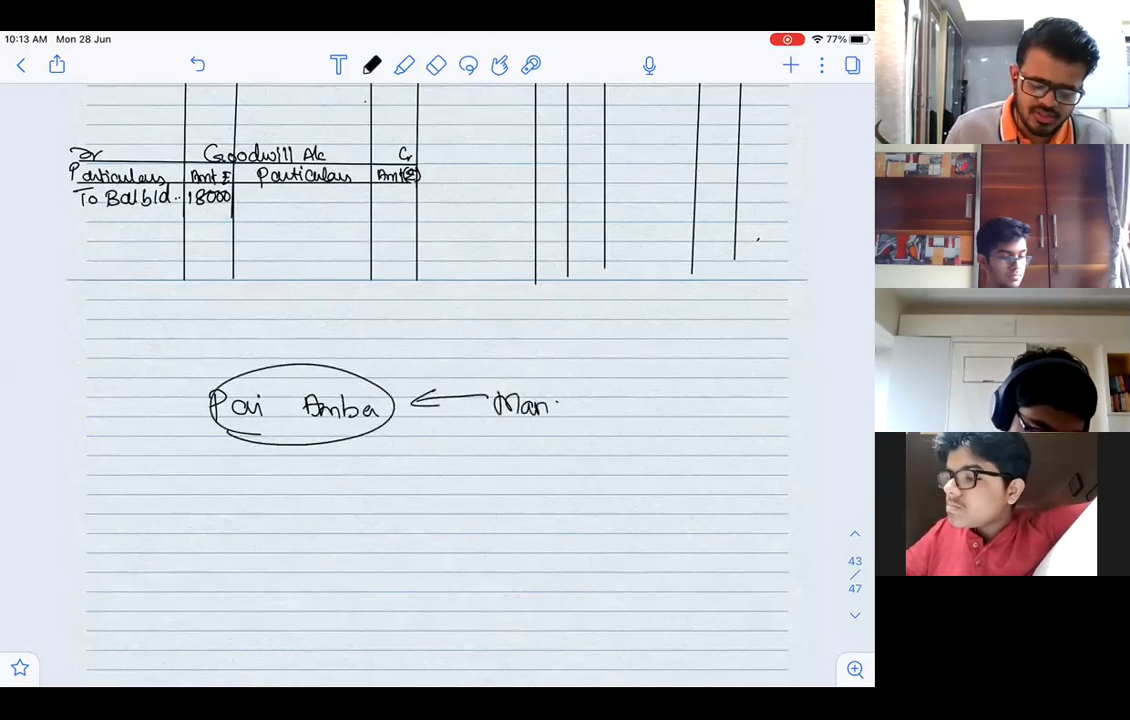 10:13 AM Mon 28 Jun 77%
T
Dr Goodwill A/c Cr
Particulars Amt ₹ Particulars Amt(₹)
To Bal b/d.. 18000
Pai Amba ← Man
43
/
47